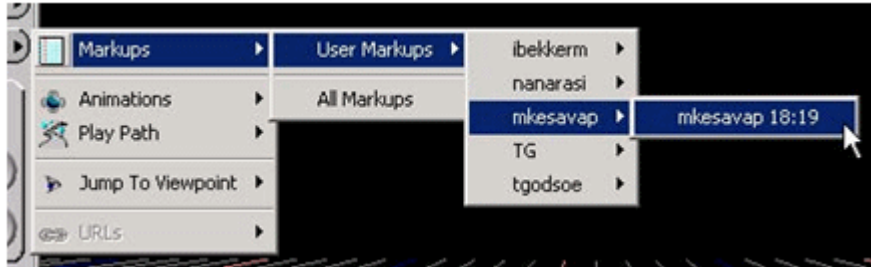 Markups
User Markups
ibekkerm
nanarasi
Animations
All Markups
mkesavap
mkesavap 18:19
Play Path
TG
Jump To Viewpoint
tgodsoe
URLs